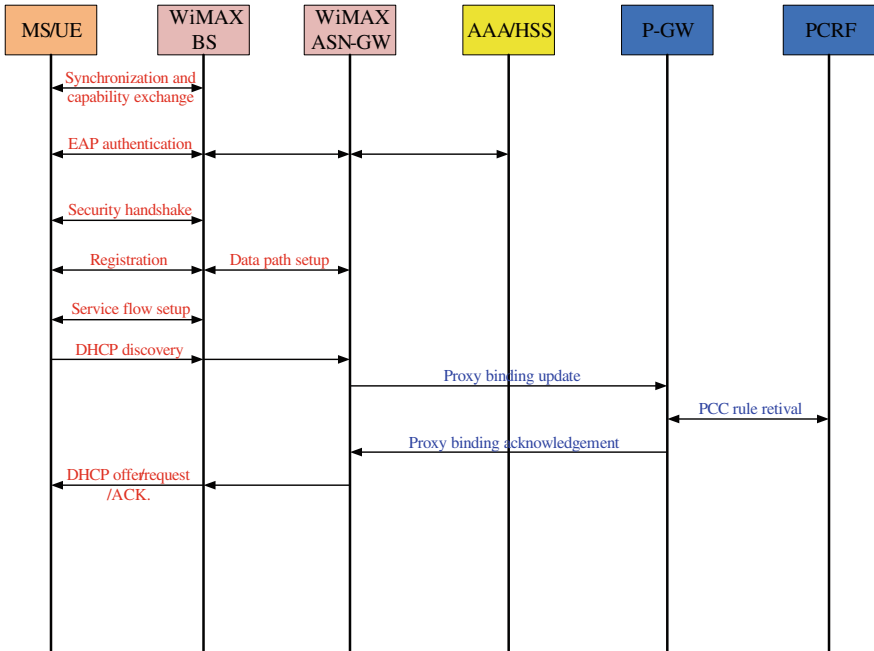 MS/UE
WiMAX
BS
WiMAX
ASN-GW
AAA/HSS
P-GW
PCRF
Synchronization and
capability exchange
EAP authentication
Security handshake
Registration
Data path setup
Service flow setup
DHCP discovery
Proxy binding update
PCC rule retival
Proxy binding acknowledgement
DHCP offer/request
/ACK.